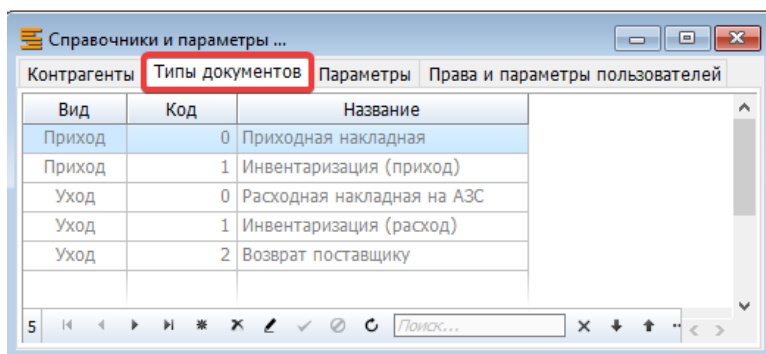 Справочники и параметры ...
Контрагенты Типы документов Параметры Права и параметры пользователей
Вид Код Название
Приход 0 Приходная накладная
Приход 1 Инвентаризация (приход)
Уход 0 Расходная накладная на АЗС
Уход 1 Инвентаризация (расход)
Уход 2 Возврат поставщику
5 Поиск...